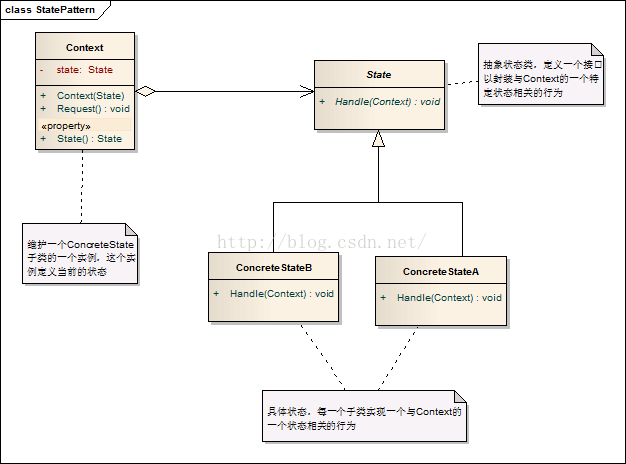 class StatePattern
Context
- state: State
+ Context(State)
+ Request() : void
«property»
+ State() : State
State
+ Handle(Context) : void
抽象状态类，定义一个接口
以封装与Context的一个特
定状态相关的行为
维护一个ConcreteState
子类的一个实例，这个实
例定义当前的状态
http://blog.csdn.net/
ConcreteStateB
+ Handle(Context) : void
ConcreteStateA
+ Handle(Context) : void
具体状态，每一个子类实现一个与Context的
一个状态相关的行为